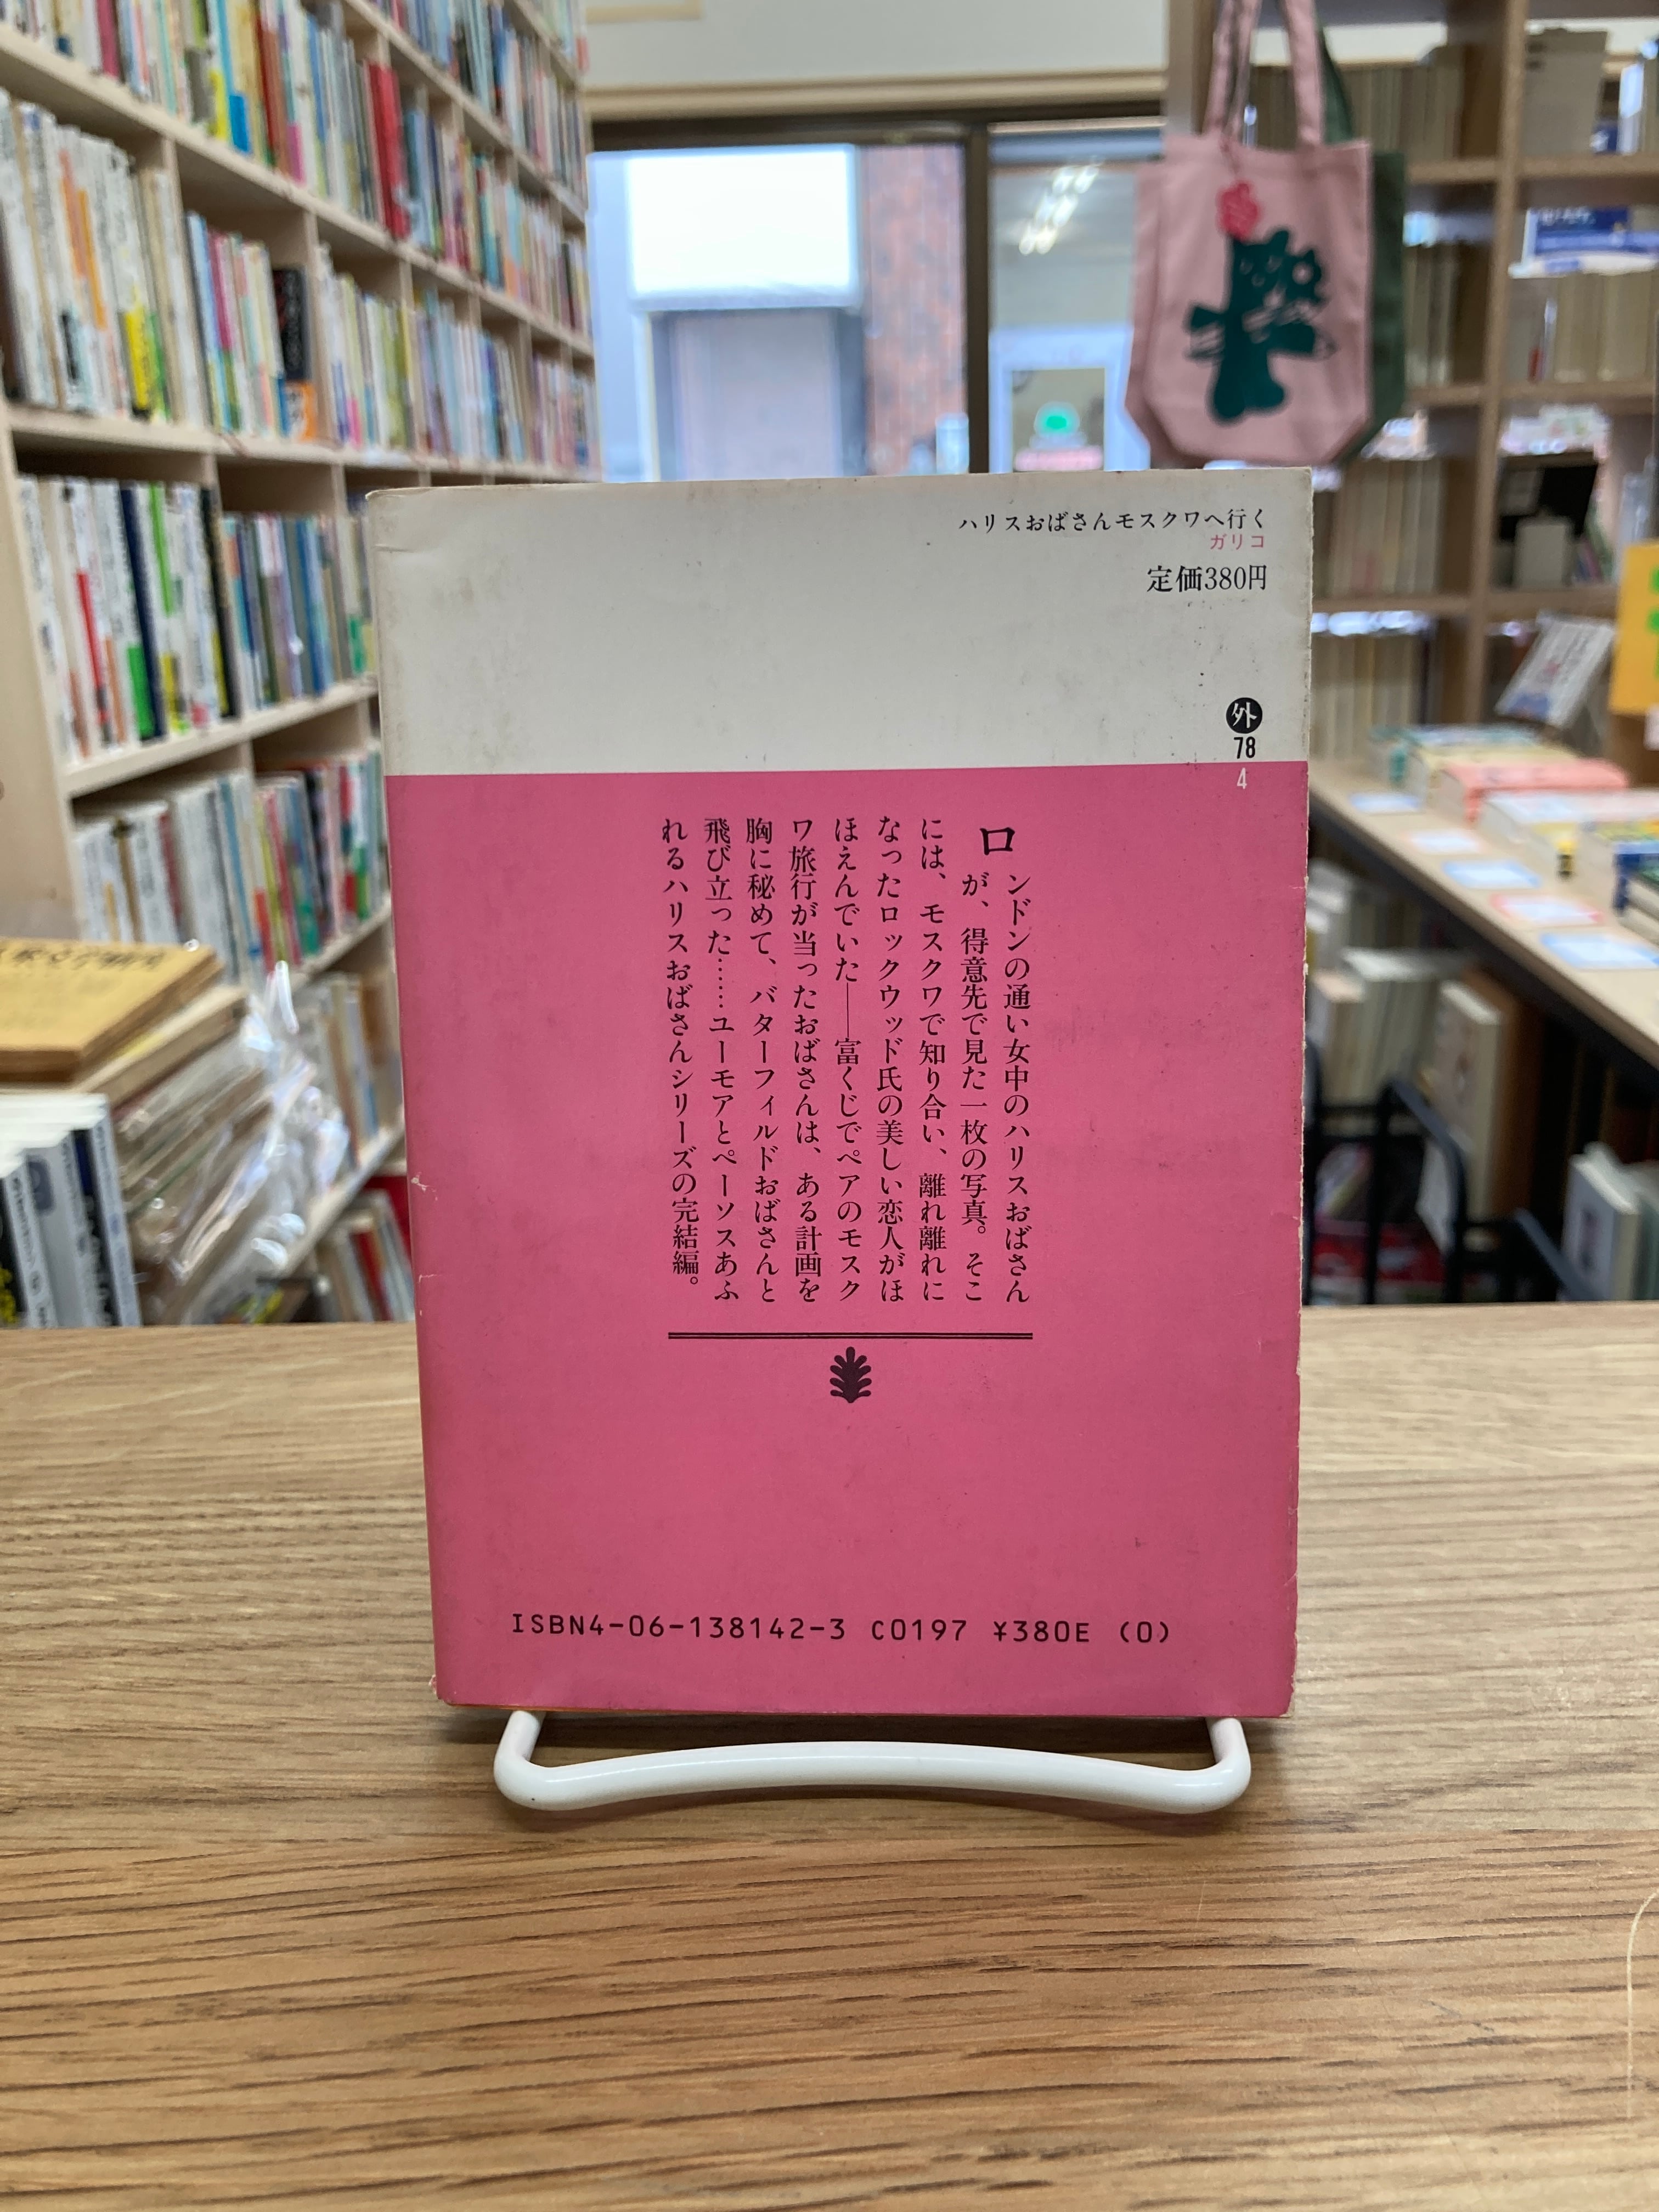 ハリスおばさんモスクワへ行く
ガリコ
定価380円
外
78
4
ロンドンの通い女中のハリスおばさん
が、得意先で見た一枚の写真。そこ
には、モスクワで知り合い、離れ離れに
なったロックウッド氏の美しい恋人がほ
ほえんでいた――富くじでペアのモスク
ワ旅行が当ったおばさんは、ある計画を
胸に秘めて、バターフィルドおばさんと
飛び立った……ユーモアとペーソスあふ
れるハリスおばさんシリーズの完結編。
ISBN4-06-138142-3 C0197 ¥380E (0)